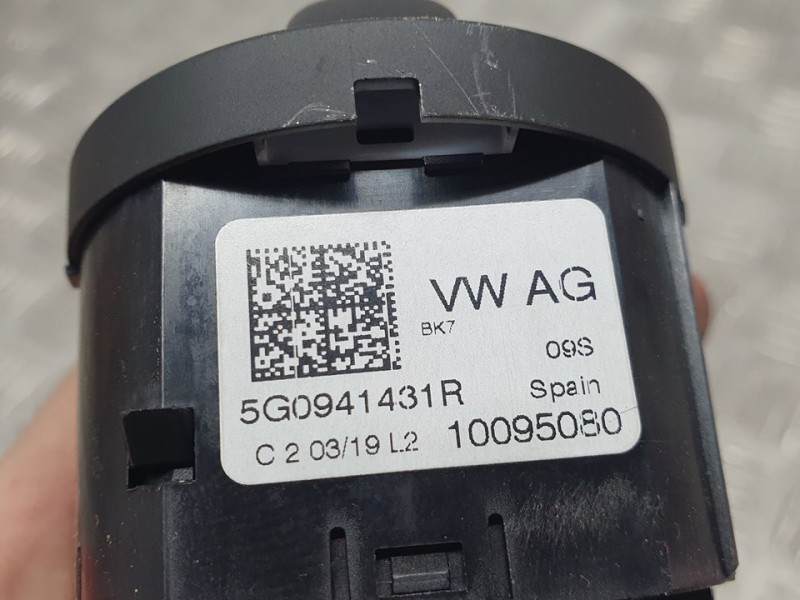 VW AG
BK7
09S
5G0941431R
Spain
C 2 03/19 L2 10095080